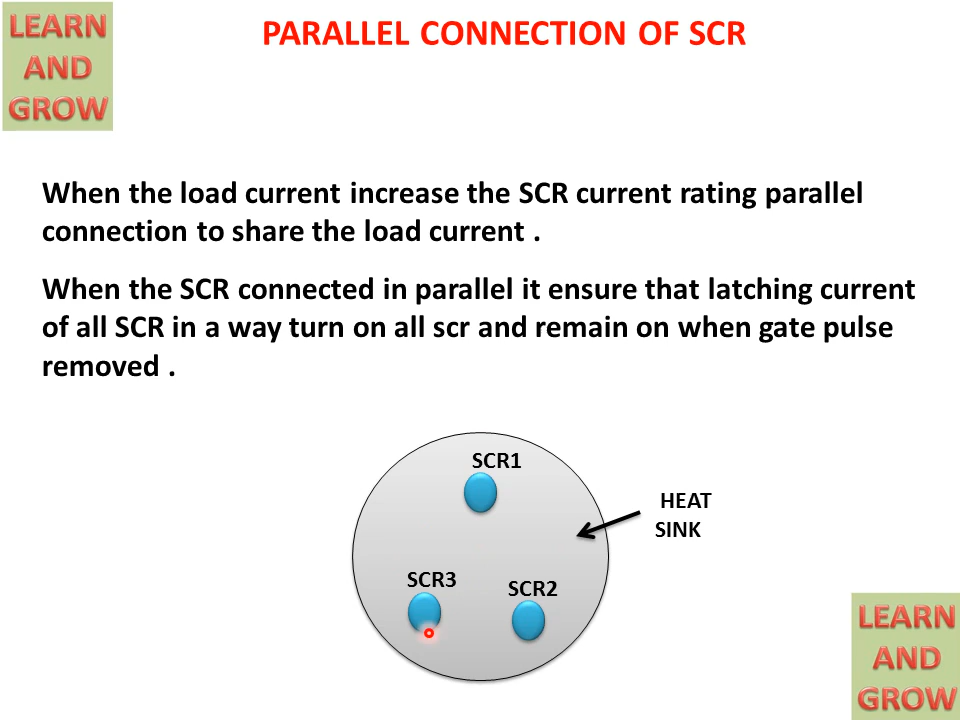 LEARN
AND
GROW
PARALLEL CONNECTION OF SCR
When the load current increase the SCR current rating parallel
connection to share the load current .
When the SCR connected in parallel it ensure that latching current
of all SCR in a way turn on all scr and remain on when gate pulse
removed .
SCR1
HEAT
SINK
SCR3
SCR2
LEARN
AND
GROW